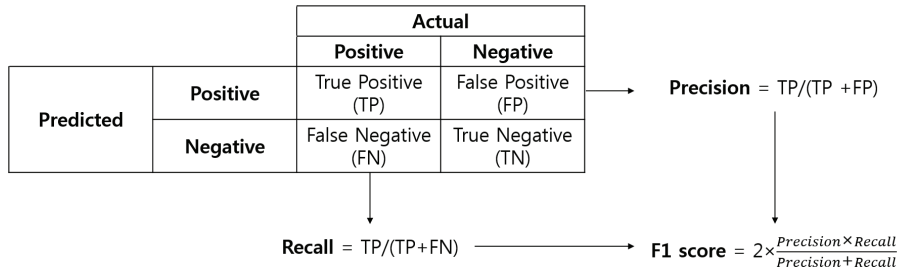 Actual
Positive Negative
Predicted
Positive
True Positive
(TP)
False Positive
(FP)
Precision = TP/(TP +FP)
Negative
False Negative
(FN)
True Negative
(TN)
Recall = TP/(TP+FN)
F1 score = 2×Precision×Recall/Precision+Recall